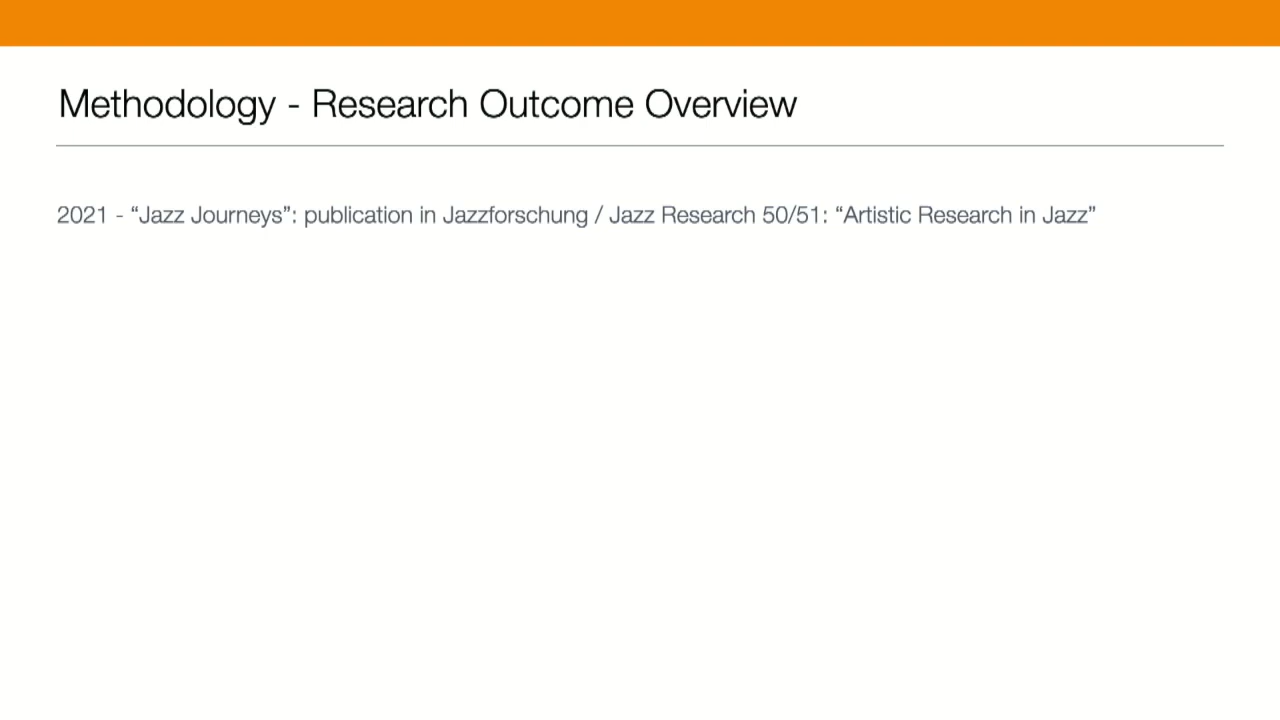 Methodology - Research Outcome Overview
2021 - “Jazz Journeys”: publication in Jazzforschung / Jazz Research 50/51: “Artistic Research in Jazz”